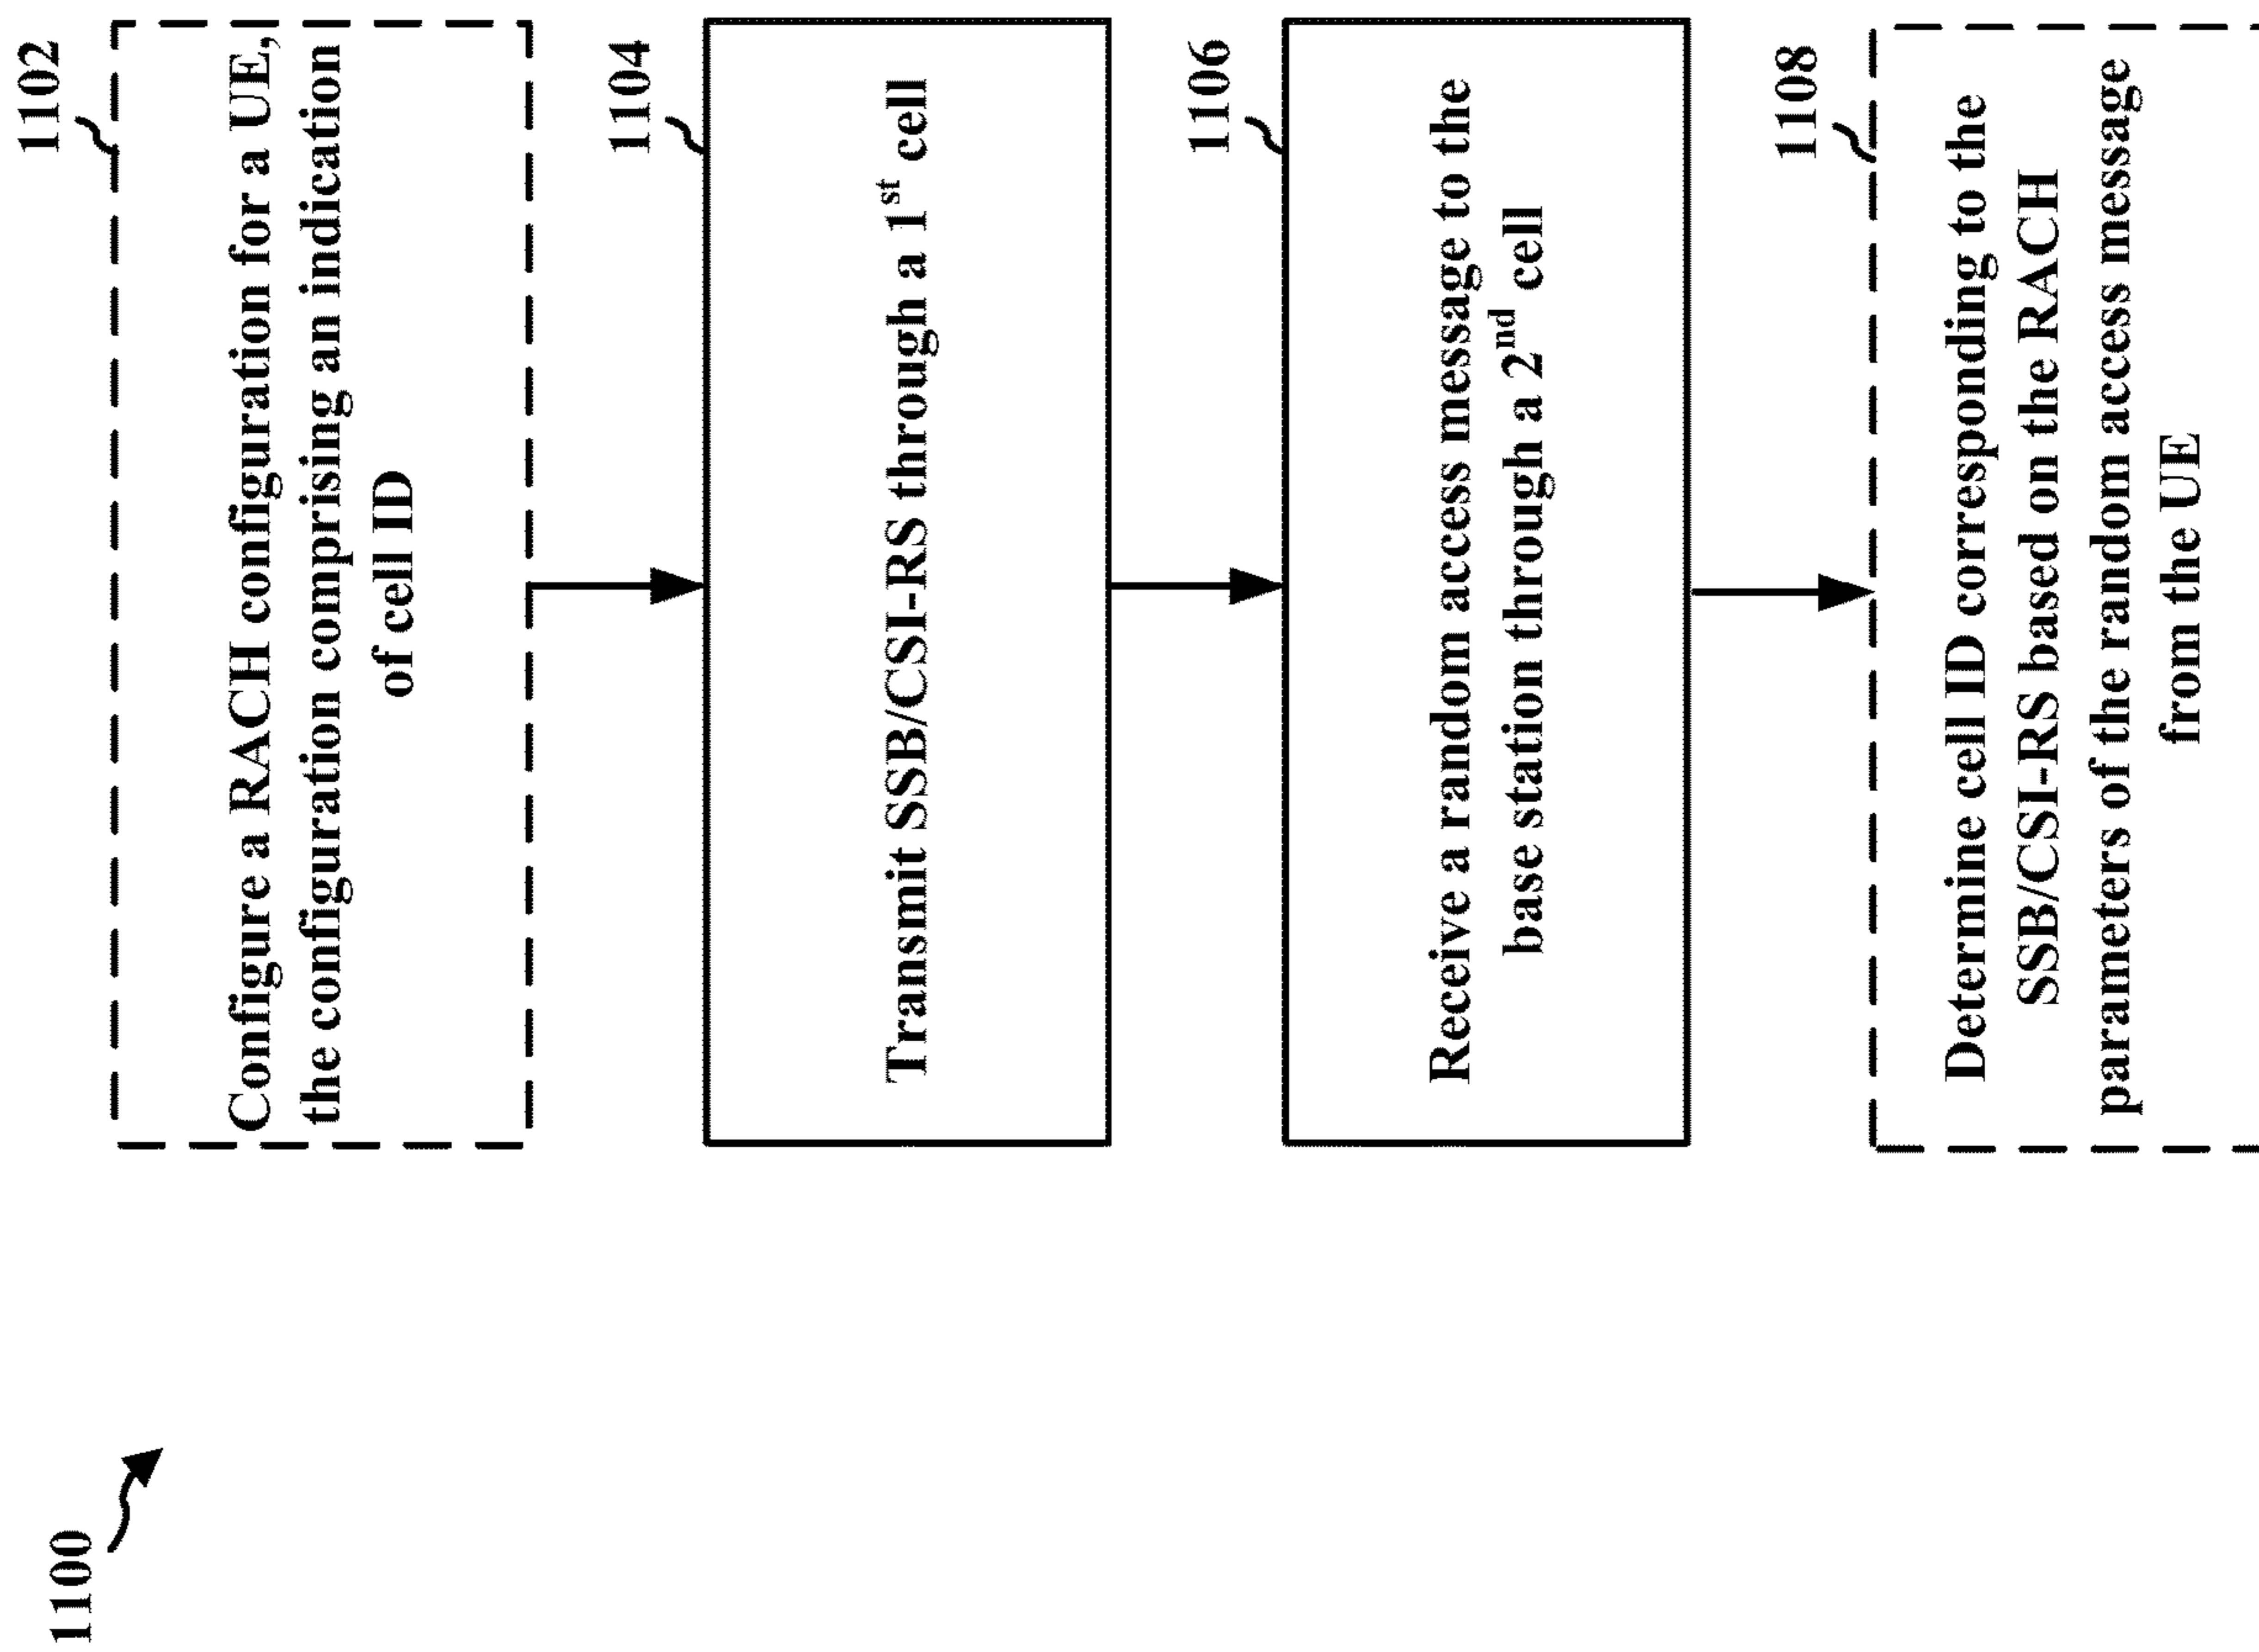 1100
1102
Configure a RACH configuration for a UE,
the configuration comprising an indication
of cell ID
1104
Transmit SSB/CSI-RS through a 1st cell
1106
Receive a random access message to the
base station through a 2nd cell
1108
Determine cell ID corresponding to the
SSB/CSI-RS based on the RACH
parameters of the random access message
from the UE